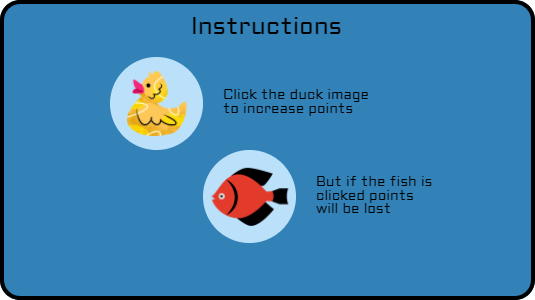 Instructions
Click the duck image
to increase points
But if the fish is
clicked points
will be lost